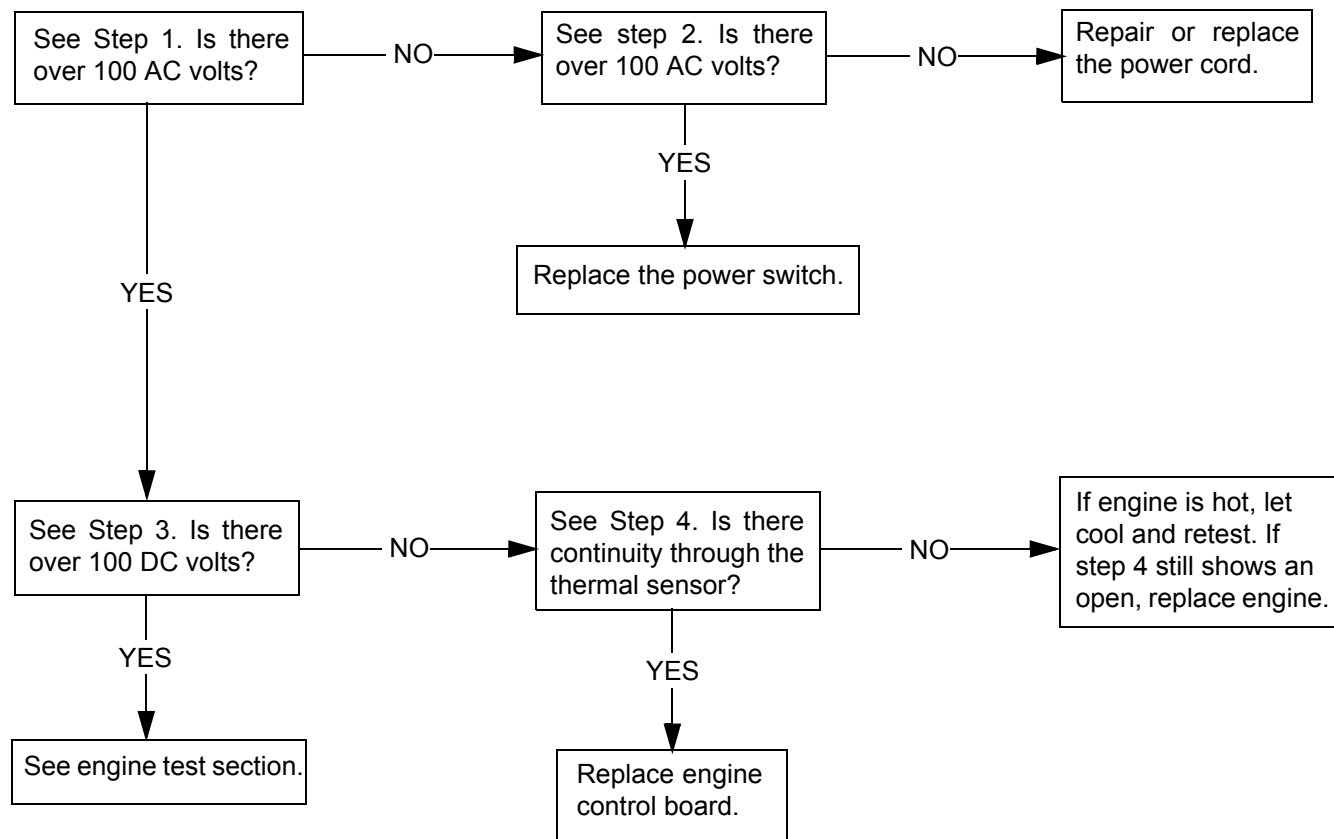 See Step 1. Is there
over 100 AC volts?
NO
See step 2. Is there
over 100 AC volts?
NO
Repair or replace
the power cord.
YES
Replace the power switch.
YES
See Step 3. Is there
over 100 DC volts?
NO
See Step 4. Is there
continuity through the
thermal sensor?
NO
If engine is hot, let
cool and retest. If
step 4 still shows an
open, replace engine.
YES
See engine test section.
YES
Replace engine
control board.